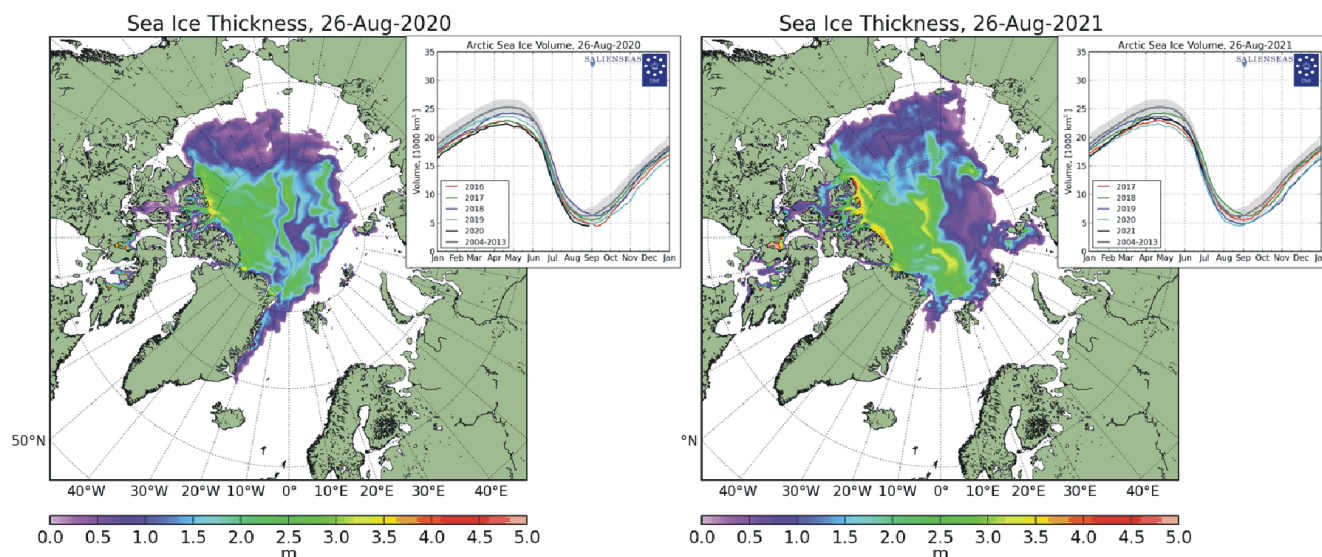 Sea Ice Thickness, 26-Aug-2020
Arctic Sea Ice Volume, 26-Aug-2020
SALIENSEAS
DMI
Volume, [1000 km³]
35
30
25
20
15
10
5
0
2016
2017
2018
2019
2020
2004-2013
Jan Feb Mar Apr May Jun Jul Aug Sep Oct Nov Dec Jan
50°N
40°W 30°W 20°W 10°W 0° 10°E 20°E 30°E 40°E
0.0 0.5 1.0 1.5 2.0 2.5 3.0 3.5 4.0 4.5 5.0
m
Sea Ice Thickness, 26-Aug-2021
Arctic Sea Ice Volume, 26-Aug-2021
SALIENSEAS
DMI
Volume, [1000 km³]
35
30
25
20
15
10
5
0
2017
2018
2019
2020
2021
2004-2013
Jan Feb Mar Apr May Jun Jul Aug Sep Oct Nov Dec Jan
°N
40°W 30°W 20°W 10°W 0° 10°E 20°E 30°E 40°E
0.0 0.5 1.0 1.5 2.0 2.5 3.0 3.5 4.0 4.5 5.0
m